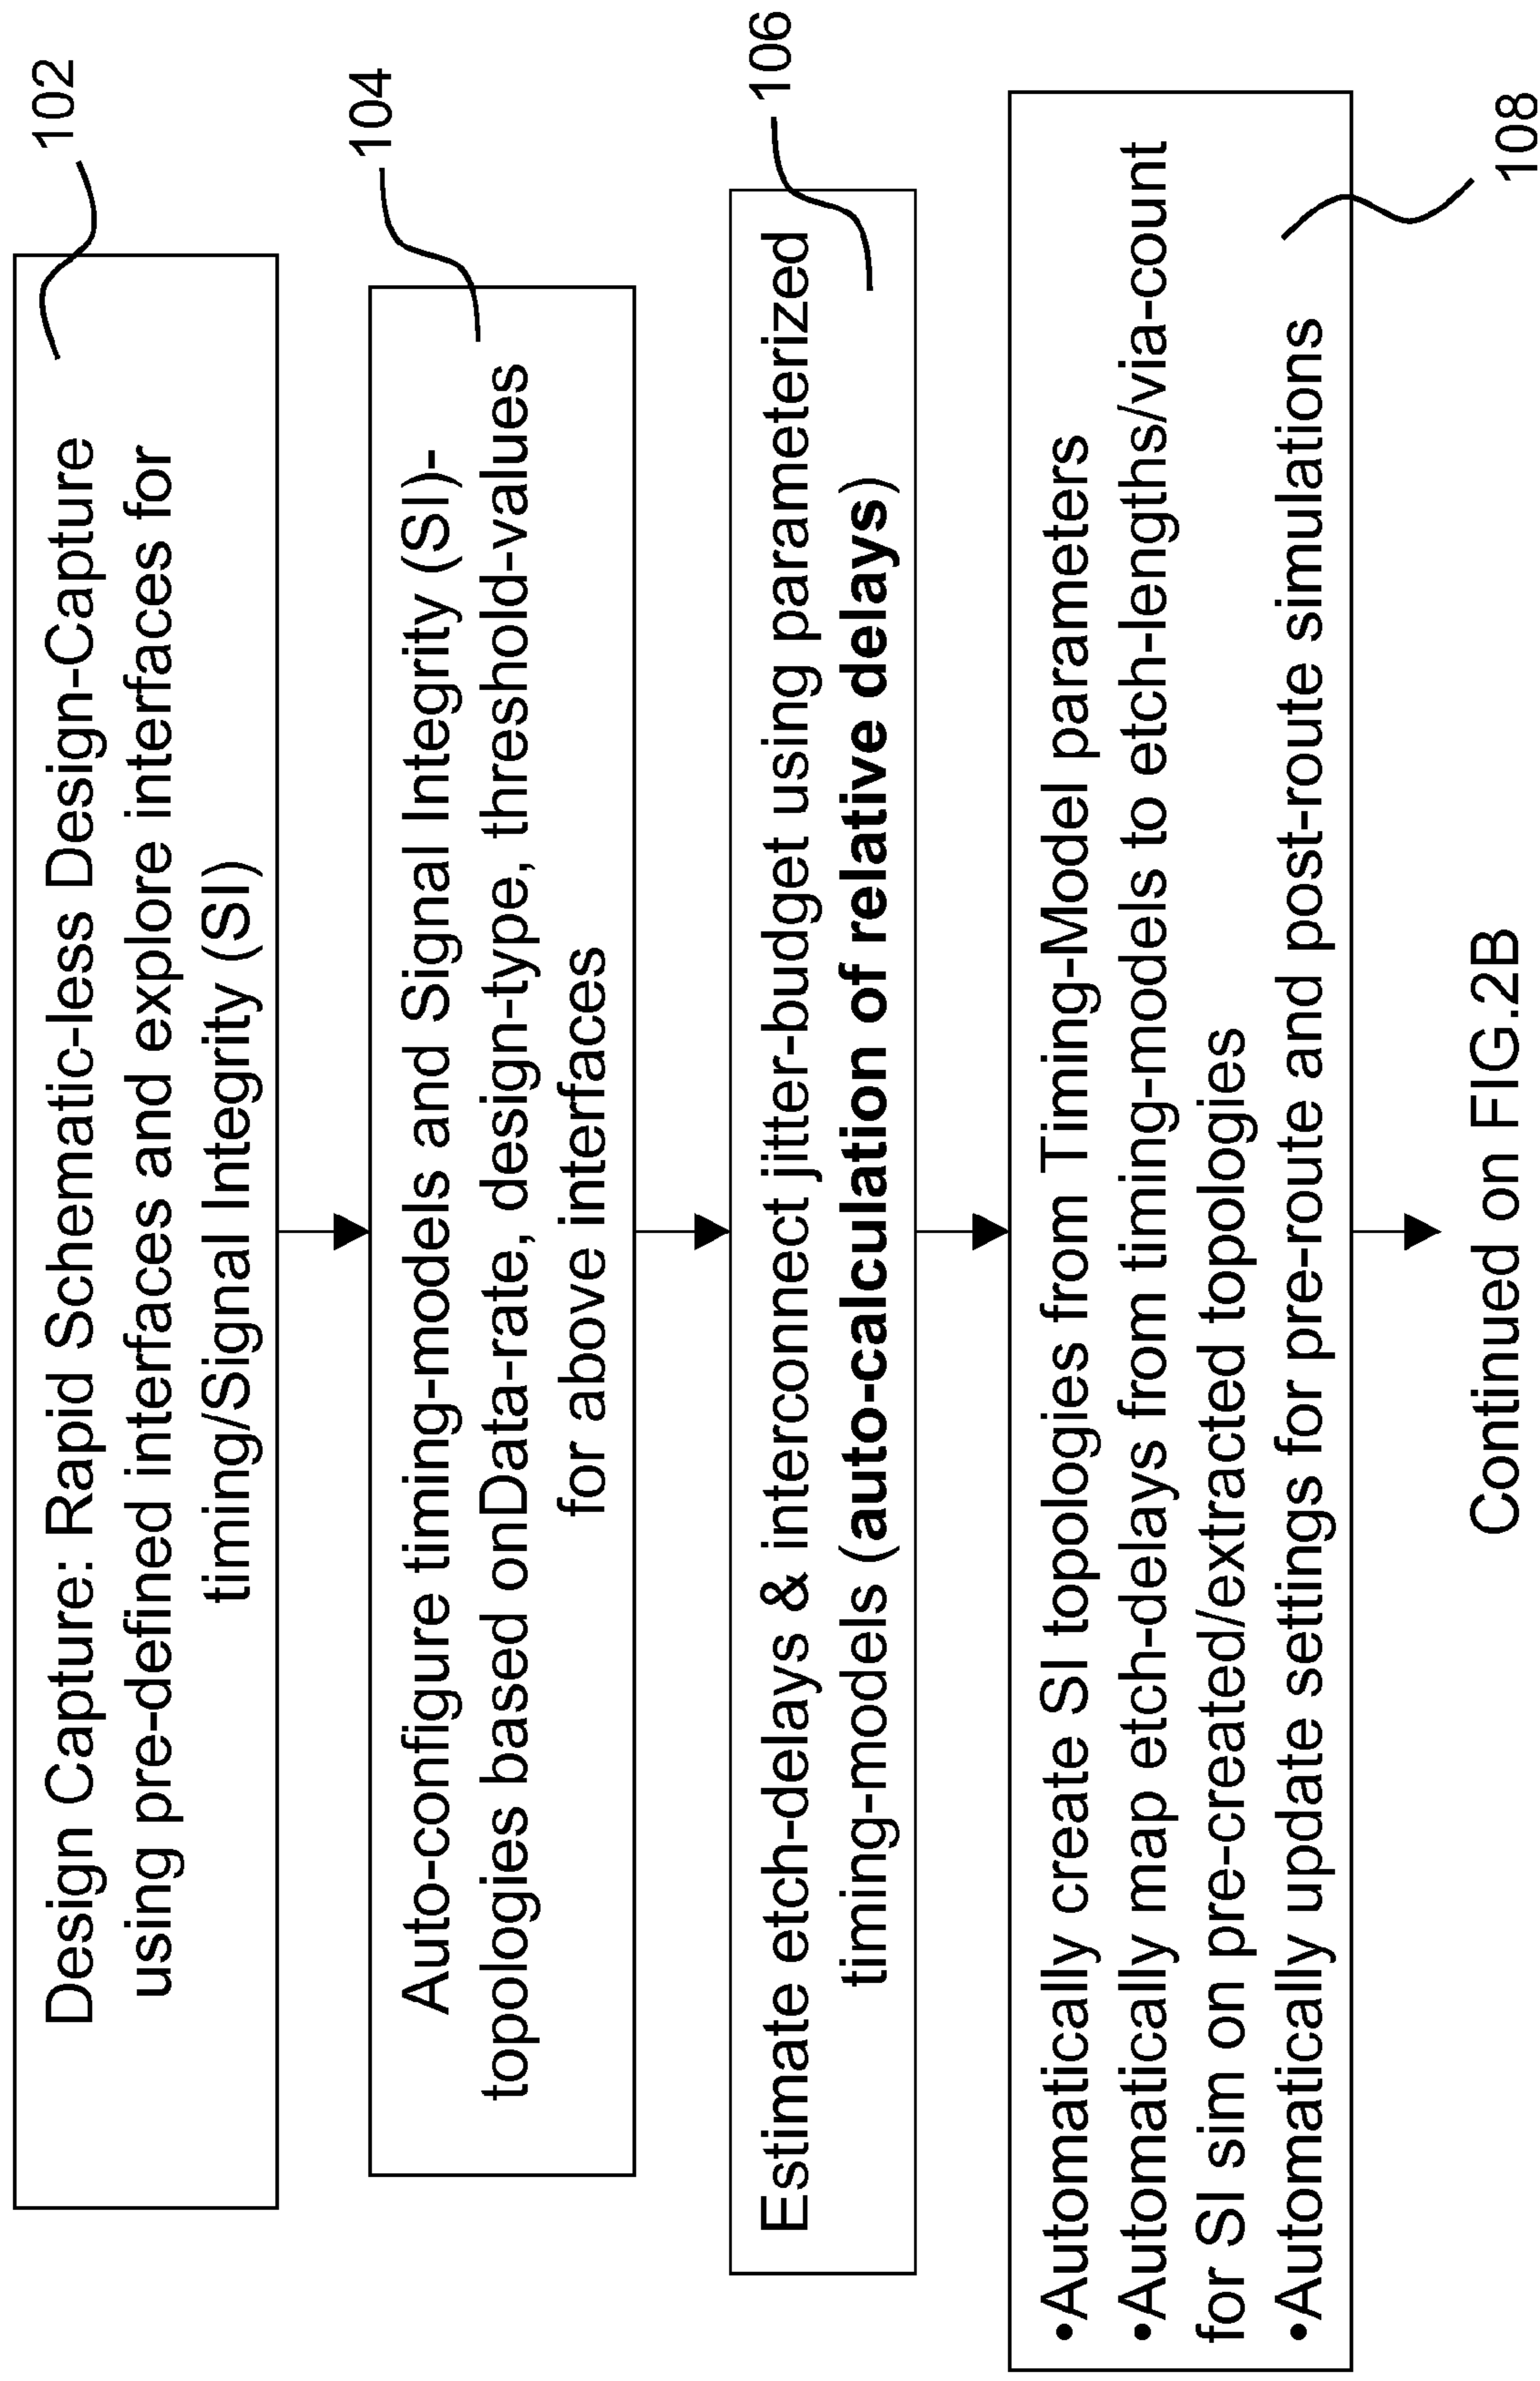 Design Capture: Rapid Schematic-less Design-Capture
using pre-defined interfaces and explore interfaces for
timing/Signal Integrity (SI)
102
Auto-configure timing-models and Signal Integrity (SI)-
topologies based onData-rate, design-type, threshold-values
for above interfaces
104
Estimate etch-delays & interconnect jitter-budget using parameterized
timing-models (auto-calculation of relative delays)
106
•Automatically create SI topologies from Timing-Model parameters
•Automatically map etch-delays from timing-models to etch-lengths/via-count
for SI sim on pre-created/extracted topologies
•Automatically update settings for pre-route and post-route simulations
108
Continued on FIG.2B